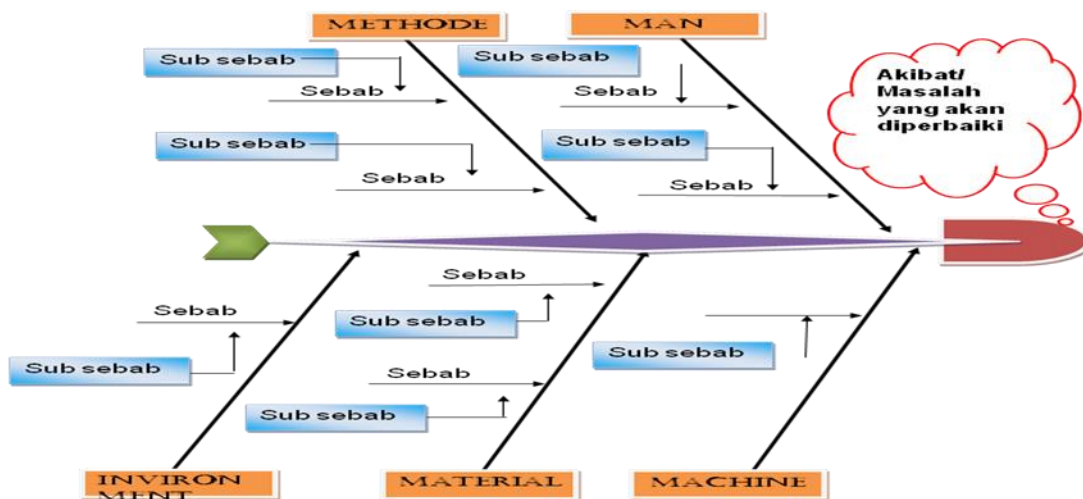 METHODE
MAN
Sub sebab
Sub sebab
Akibat/
Masalah
yang akan
diperbaiki
Sebab
Sebab
Sub sebab
Sub sebab
Sebab
Sebab
Sebab
Sebab
Sub sebab
Sub sebab
Sub sebab
Sebab
Sub sebab
INVIRON
MENT
MATERIAL
MACHINE